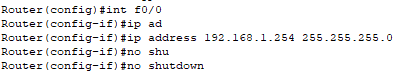 Router(config)#int f0/0
Router(config-if)#ip ad
Router(config-if)#ip address 192.168.1.254 255.255.255.0
Router(config-if)#no shu
Router(config-if)#no shutdown